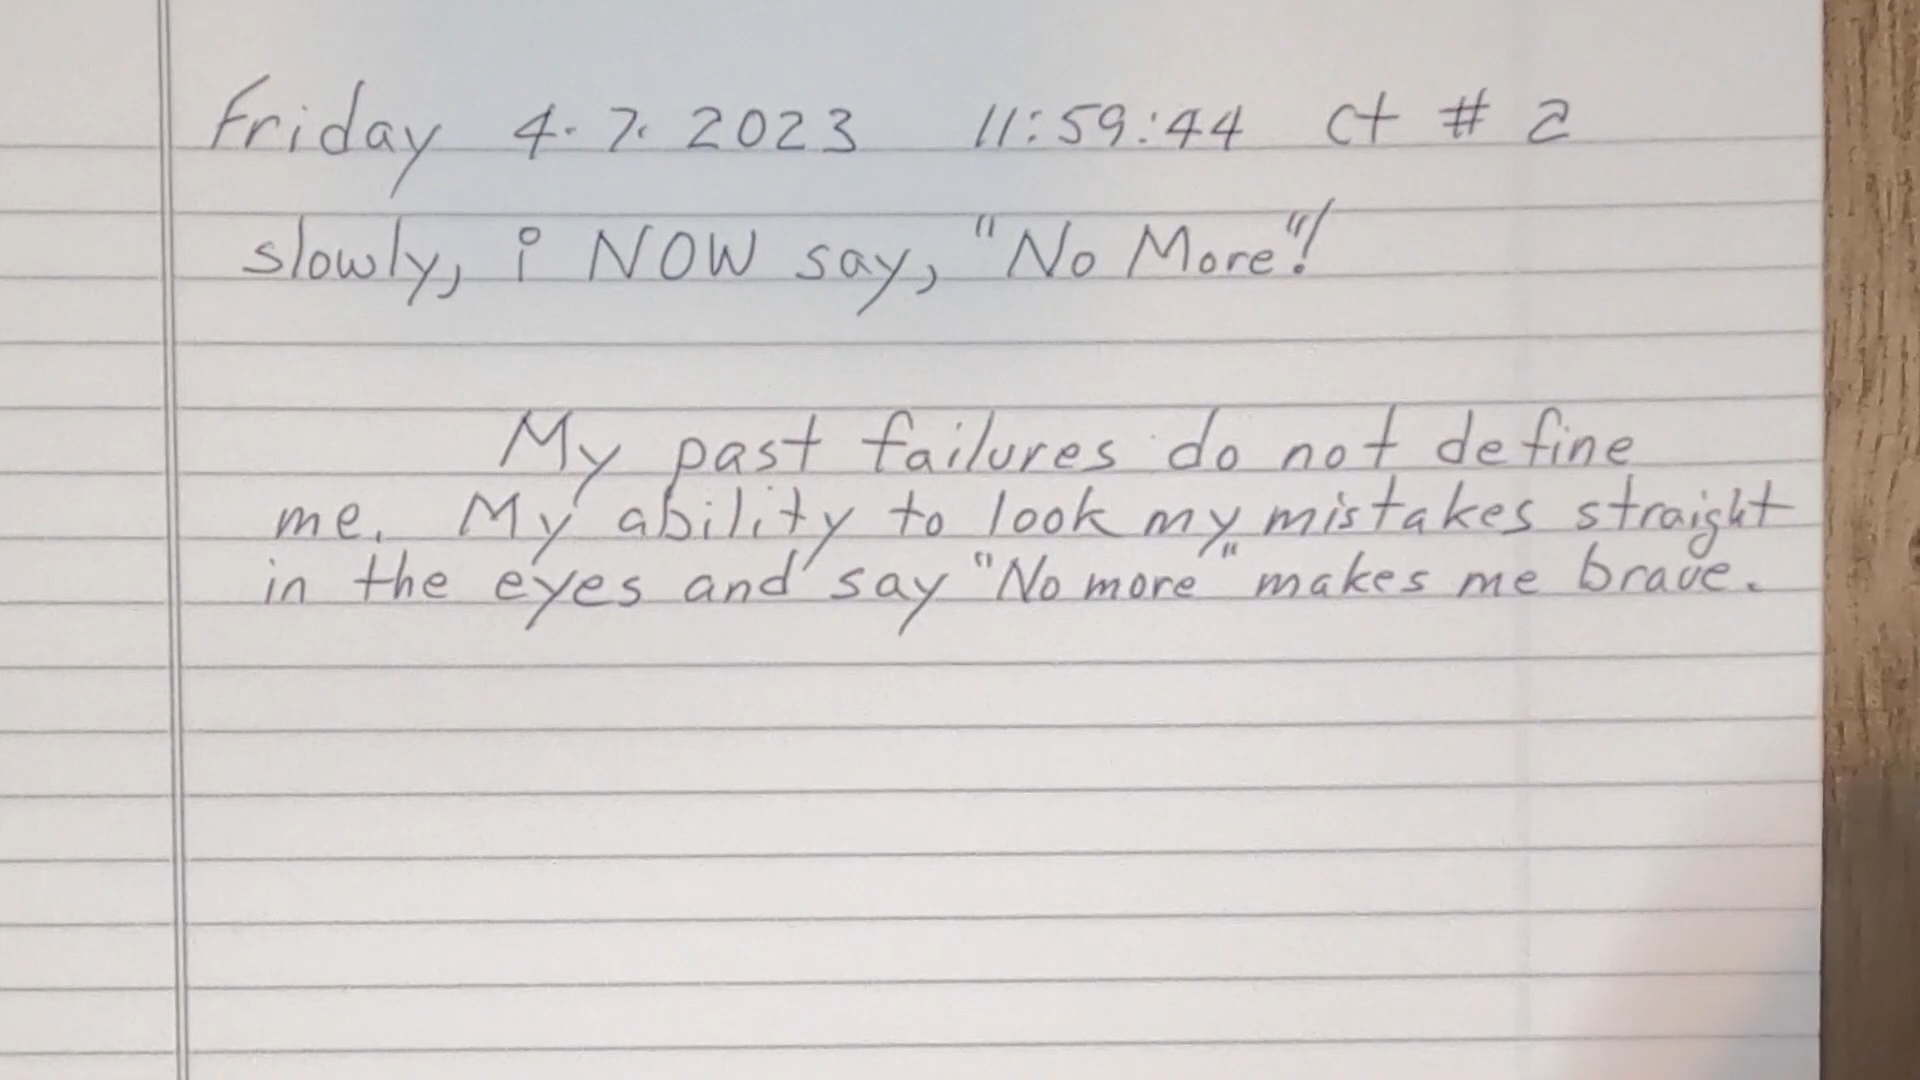 Friday 4.7.2023 11:59:44 ct # 2
slowly, i NOW say, "No More"!
My past failures do not define
me. My ability to look my mistakes straight
in the eyes and say "No more" makes me brave.